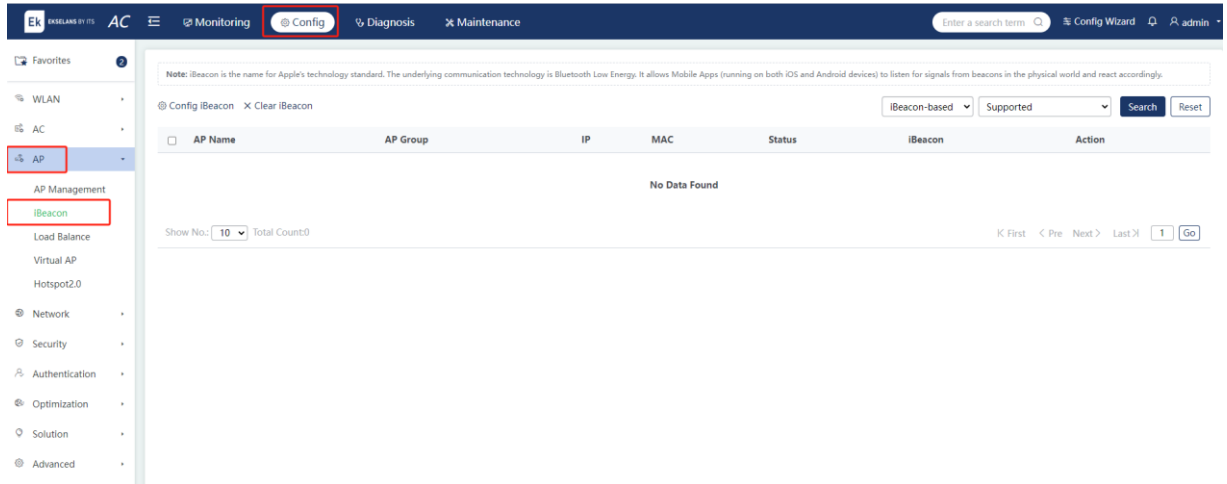 Ek EKSELANS BY ITS AC Monitoring Config Diagnosis Maintenance Enter a search term Config Wizard admin
Favorites 2
Note: iBeacon is the name for Apple's technology standard. The underlying communication technology is Bluetooth Low Energy. It allows Mobile Apps (running on both iOS and Android devices) to listen for signals from beacons in the physical world and react accordingly.
WLAN
Config iBeacon Clear iBeacon iBeacon-based Supported Search Reset
AC
AP Name AP Group IP MAC Status iBeacon Action
AP
No Data Found
AP Management
iBeacon
Load Balance
Show No.: 10 Total Count:0 First Pre Next Last 1 Go
Virtual AP
Hotspot2.0
Network
Security
Authentication
Optimization
Solution
Advanced